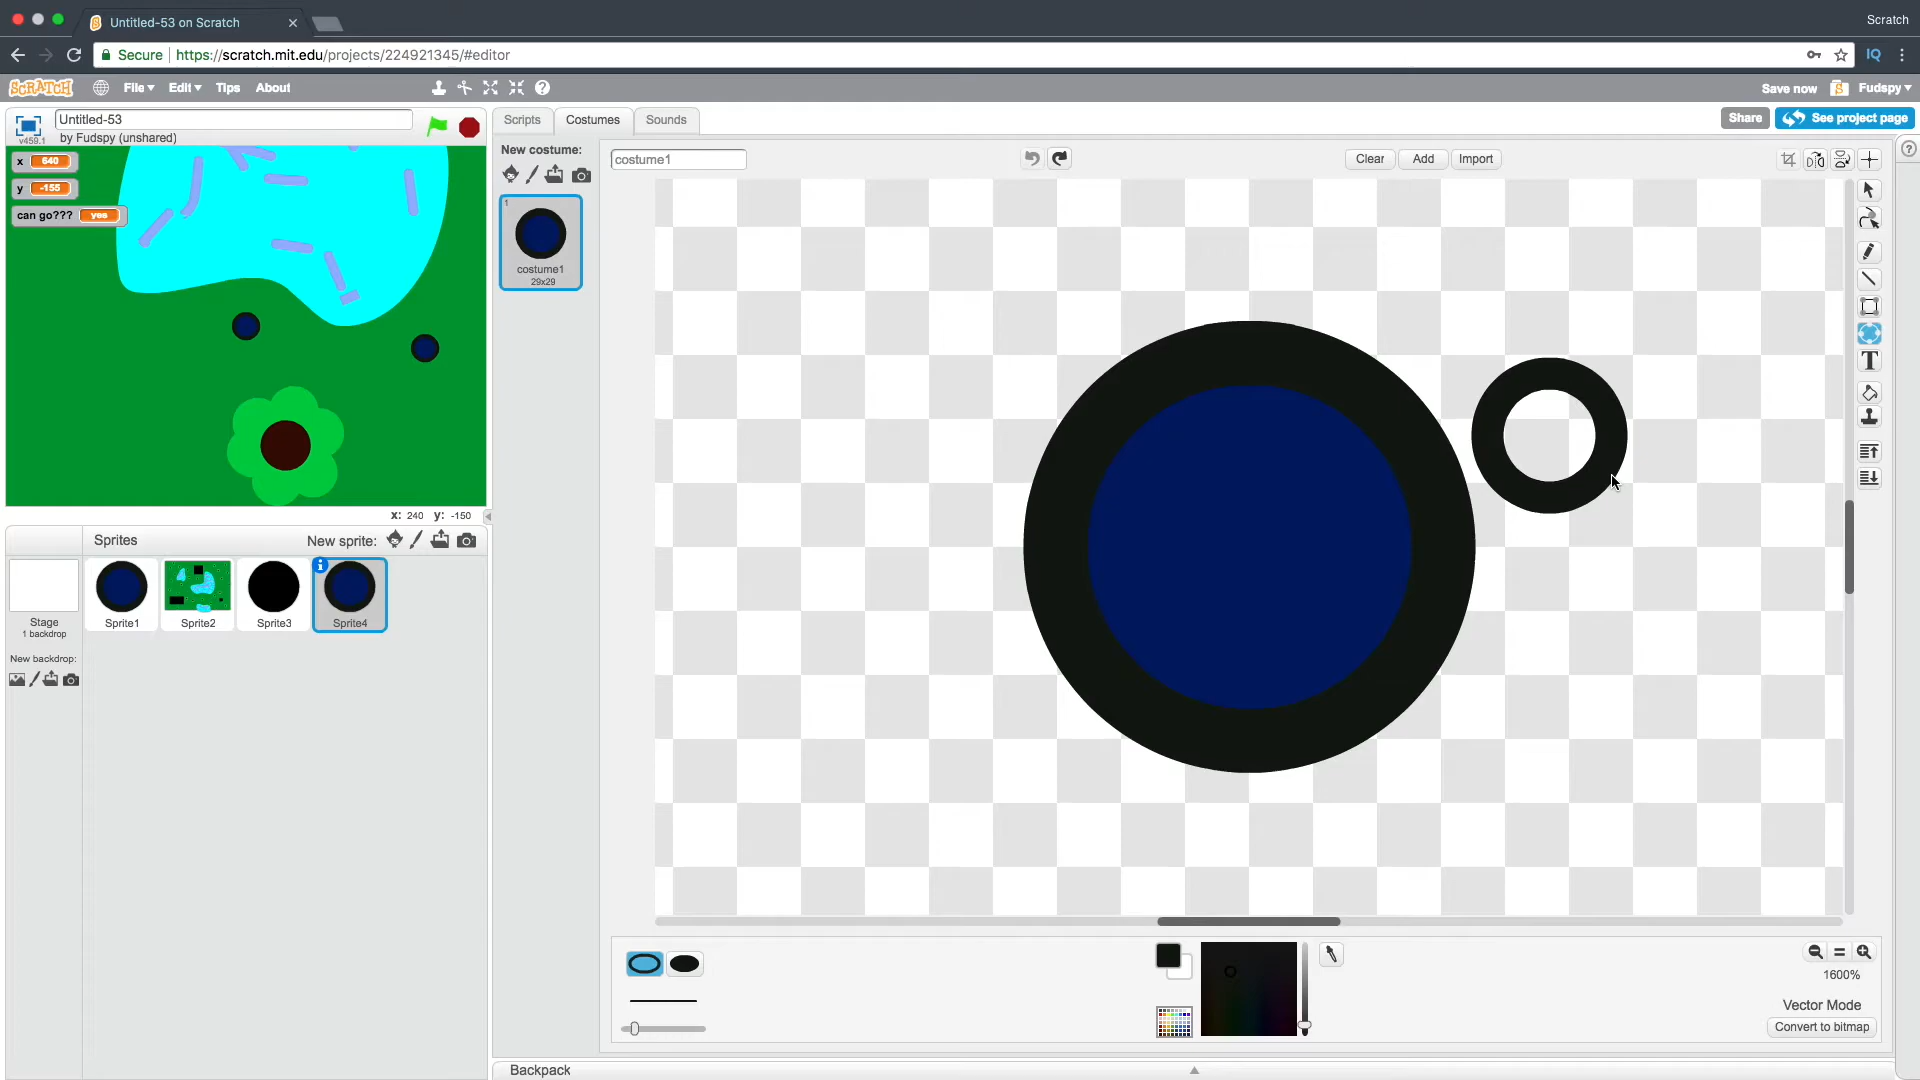 Untitled-53 on Scratch
Scratch
Secure
https://scratch.mit.edu/projects/224921345/#editor
IQ
SCRATCH
File
Edit
Tips
About
Save now
Fudspy
v459.1
Untitled-53
by Fudspy (unshared)
x 640
y -155
can go??? yes
Scripts
Costumes
Sounds
Share
See project page
New costume:
costume1
Clear
Add
Import
1
costume1
29x29
T
x: 240 y: -150
Sprites
New sprite:
Stage
1 backdrop
New backdrop:
Sprite1
Sprite2
Sprite3
Sprite4
1600%
Vector Mode
Convert to bitmap
Backpack